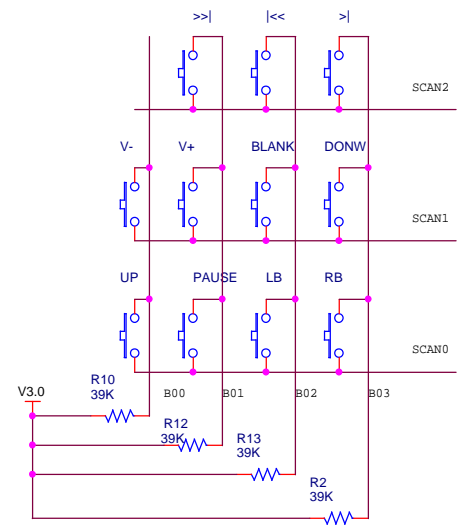 >>| |<< >|
SCAN2
V- V+ BLANK DONW
SCAN1
UP PAUSE LB RB
SCAN0
V3.0 R10 39K B00 B01 B02 B03
R12 39K
R13 39K
R2 39K